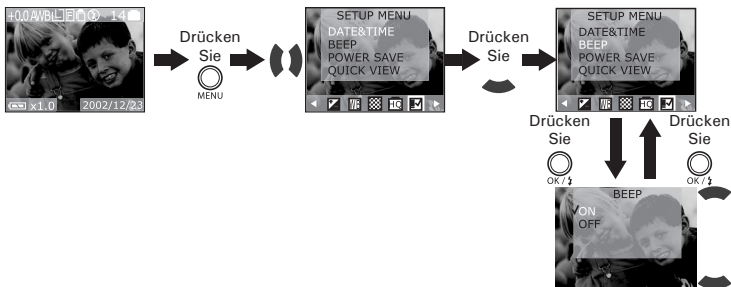 +0.0 AWB L F 14
x1.0 2002/12/23
Drücken
Sie
MENU
SETUP MENU
DATE&TIME
BEEP
POWER SAVE
QUICK VIEW
WB
Drücken
Sie
SETUP MENU
DATE&TIME
BEEP
POWER SAVE
QUICK VIEW
WB
Drücken
Sie
OK /
Drücken
Sie
OK /
BEEP
ON
OFF